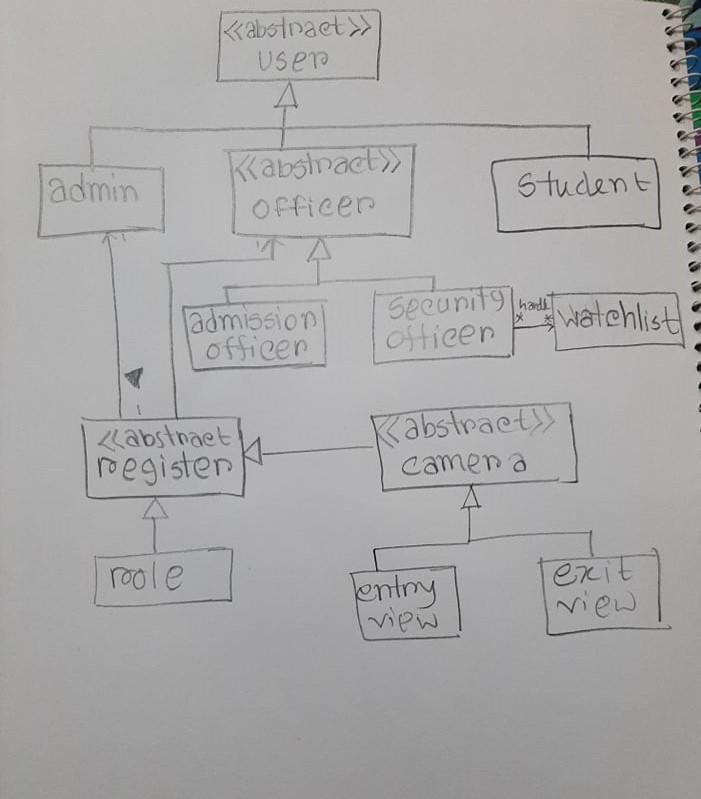 <<abstract>>
user
admin
<<abstract>>
officer
student
admission
officer
security
officer
handle
*
*
watchlist
<<abstract
register
<<abstract>>
camera
role
entry
view
exit
view